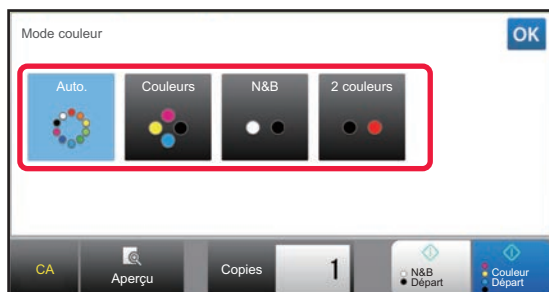 Mode couleur
OK
Auto.
Couleurs
N&B
2 couleurs
CA
Aperçu
Copies
1
N&B
Départ
Couleur
Départ